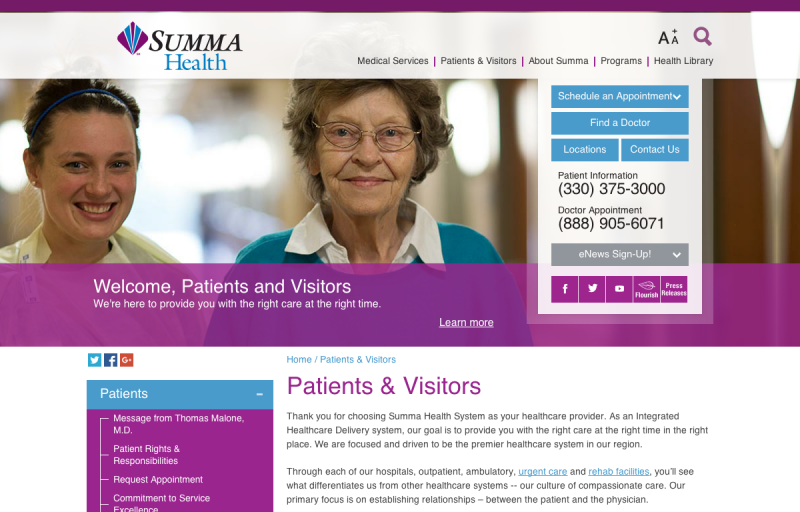 SUMMA
Health
A+A
Medical Services | Patients & Visitors | About Summa | Programs | Health Library
Schedule an Appointment
Find a Doctor
Locations
Contact Us
Patient Information
(330) 375-3000
Doctor Appointment
(888) 905-6071
eNews Sign-Up!
Flourish
Press
Releases
Welcome, Patients and Visitors
We're here to provide you with the right care at the right time.
Learn more
Home / Patients & Visitors
Patients & Visitors
Patients –
Message from Thomas Malone,
M.D.
Patient Rights &
Responsibilities
Request Appointment
Commitment to Service
Excellence
Thank you for choosing Summa Health System as your healthcare provider. As an Integrated
Healthcare Delivery system, our goal is to provide you with the right care at the right time in the right
place. We are focused and driven to be the premier healthcare system in our region.
Through each of our hospitals, outpatient, ambulatory, urgent care and rehab facilities, you'll see
what differentiates us from other healthcare systems -- our culture of compassionate care. Our
primary focus is on establishing relationships – between the patient and the physician.